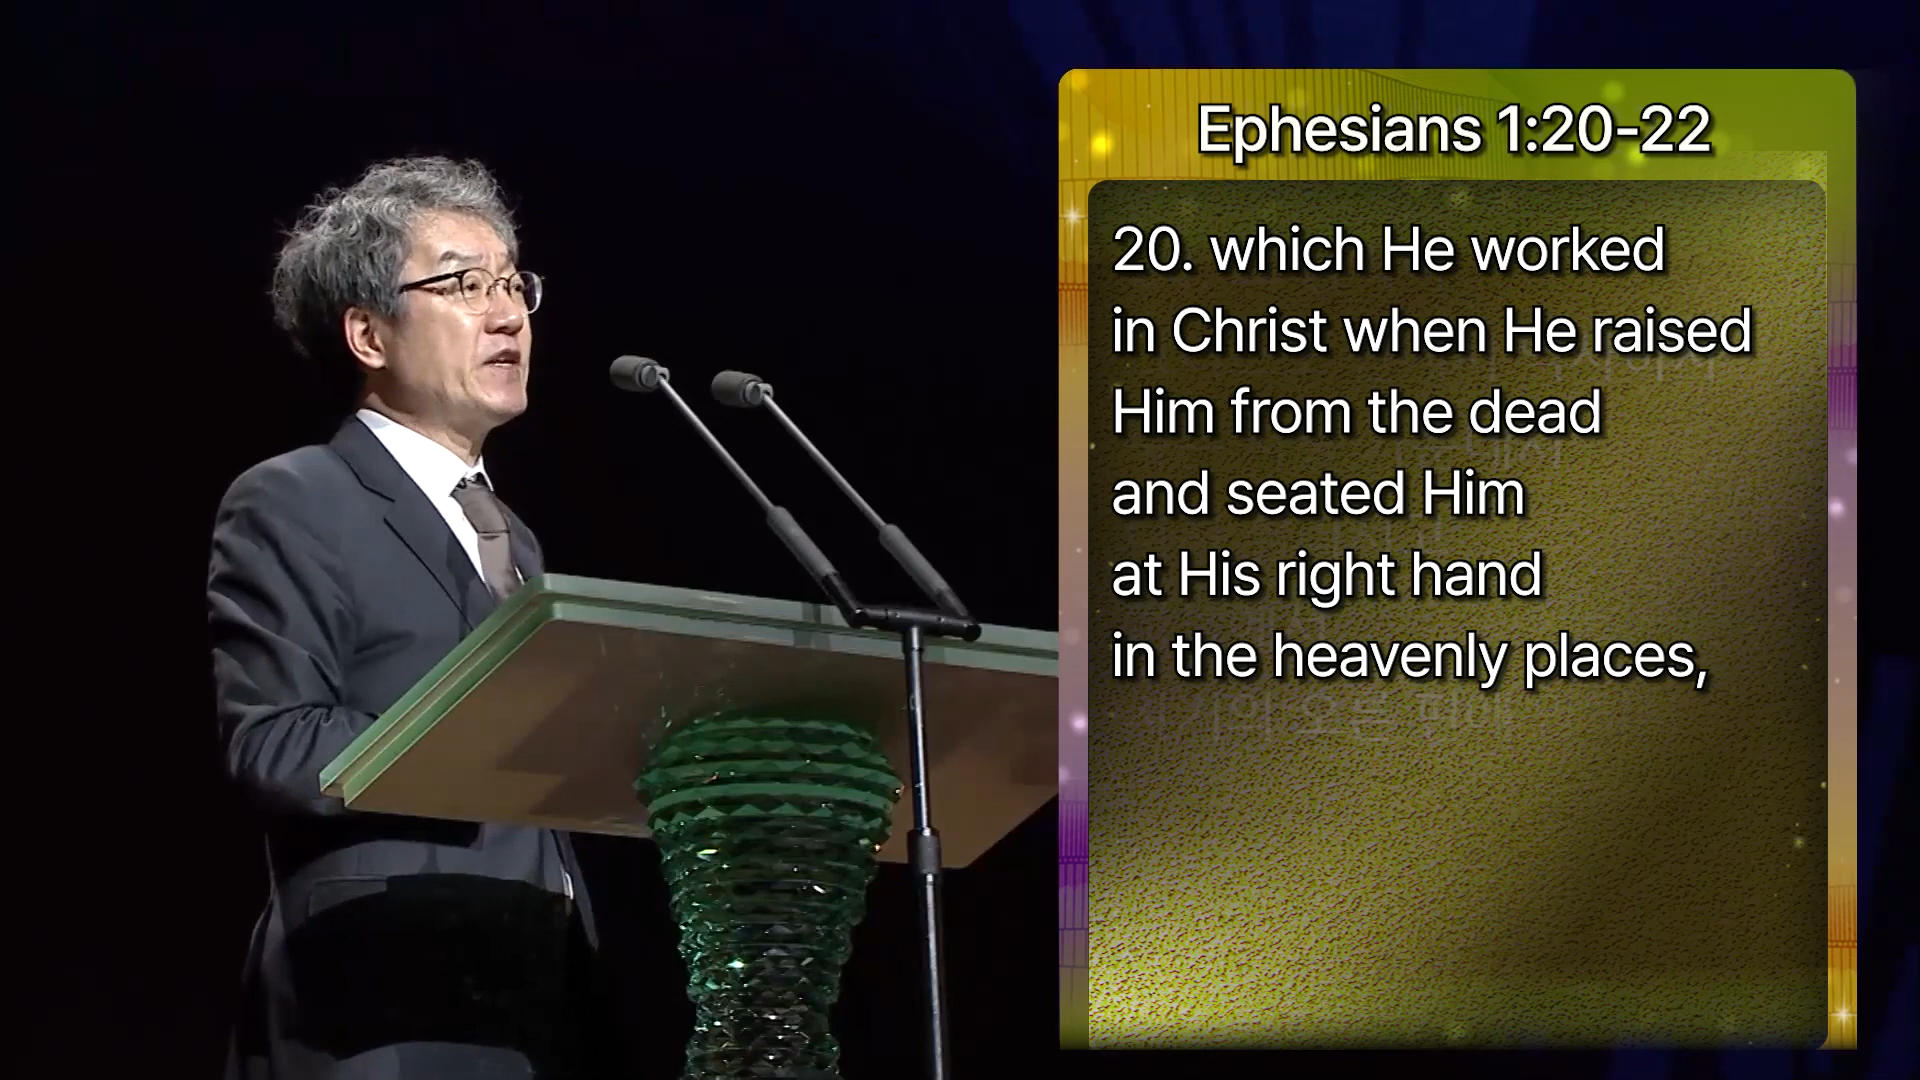 Ephesians 1:20-22
20. which He worked
in Christ when He raised
Him from the dead
and seated Him
at His right hand
in the heavenly places,